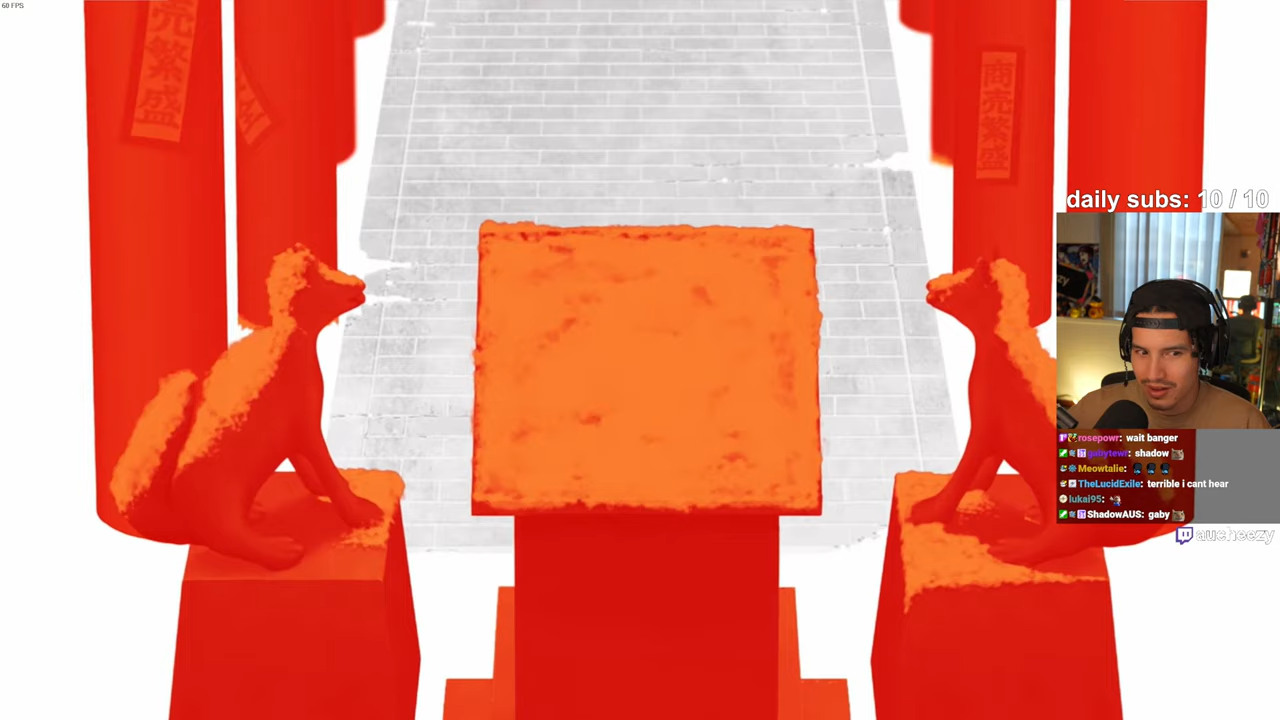 60 FPS
売繁盛
商売繁盛
daily subs: 10 / 10
rosepowr: wait banger
gabytewr: shadow
Meowtalie:
TheLucidExile: terrible i cant hear
lukai95:
ShadowAUS: gaby
aucheezy